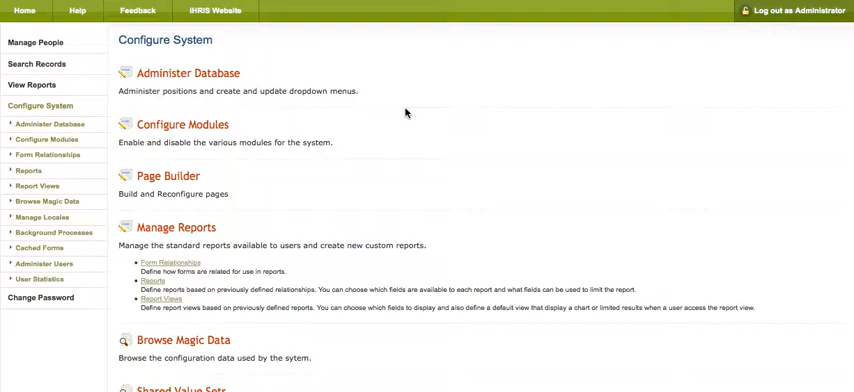 Home Help Feedback iHRIS Website Log out as Administrator
Manage People
Search Records
View Reports
Configure System
Administer Database
Configure Modules
Form Relationships
Reports
Report Views
Browse Magic Data
Manage Locales
Background Processes
Cached Forms
Administer Users
User Statistics
Change Password
Configure System
Administer Database
Administer positions and create and update dropdown menus.
Configure Modules
Enable and disable the various modules for the system.
Page Builder
Build and Reconfigure pages
Manage Reports
Manage the standard reports available to users and create new custom reports.
Form Relationships
Define how forms are related for use in reports.
Reports
Define reports based on previously defined relationships. You can choose which fields are available to each report and what fields can be used to limit the report.
Report Views
Define report views based on previously defined reports. You can choose which fields to display and also define a default view that display a chart or limited results when a user access the report view.
Browse Magic Data
Browse the configuration data used by the sytem.
Shared Value Sets